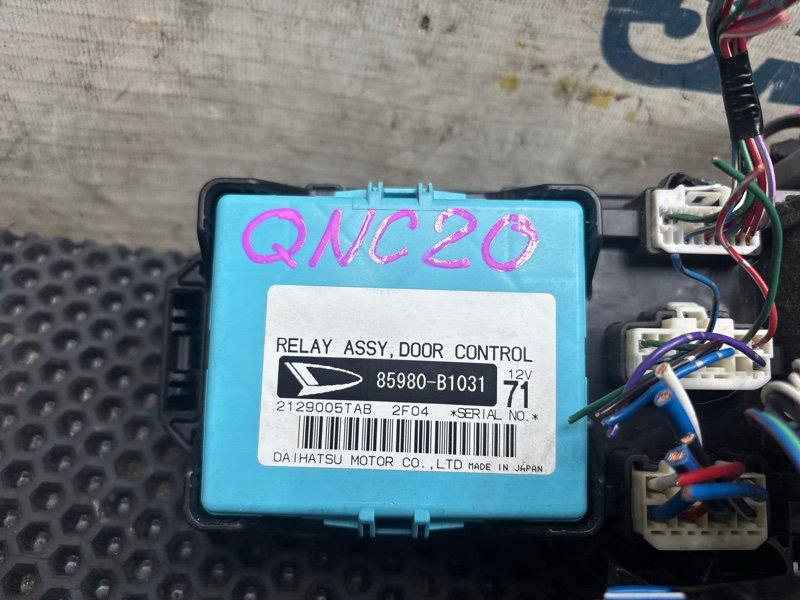 QNC20
RELAY ASSY, DOOR CONTROL
85980-B1031
12V
71
2129005TAB 2F04 *SERIAL NO.*
DAIHATSU MOTOR CO.,LTD MADE IN JAPAN